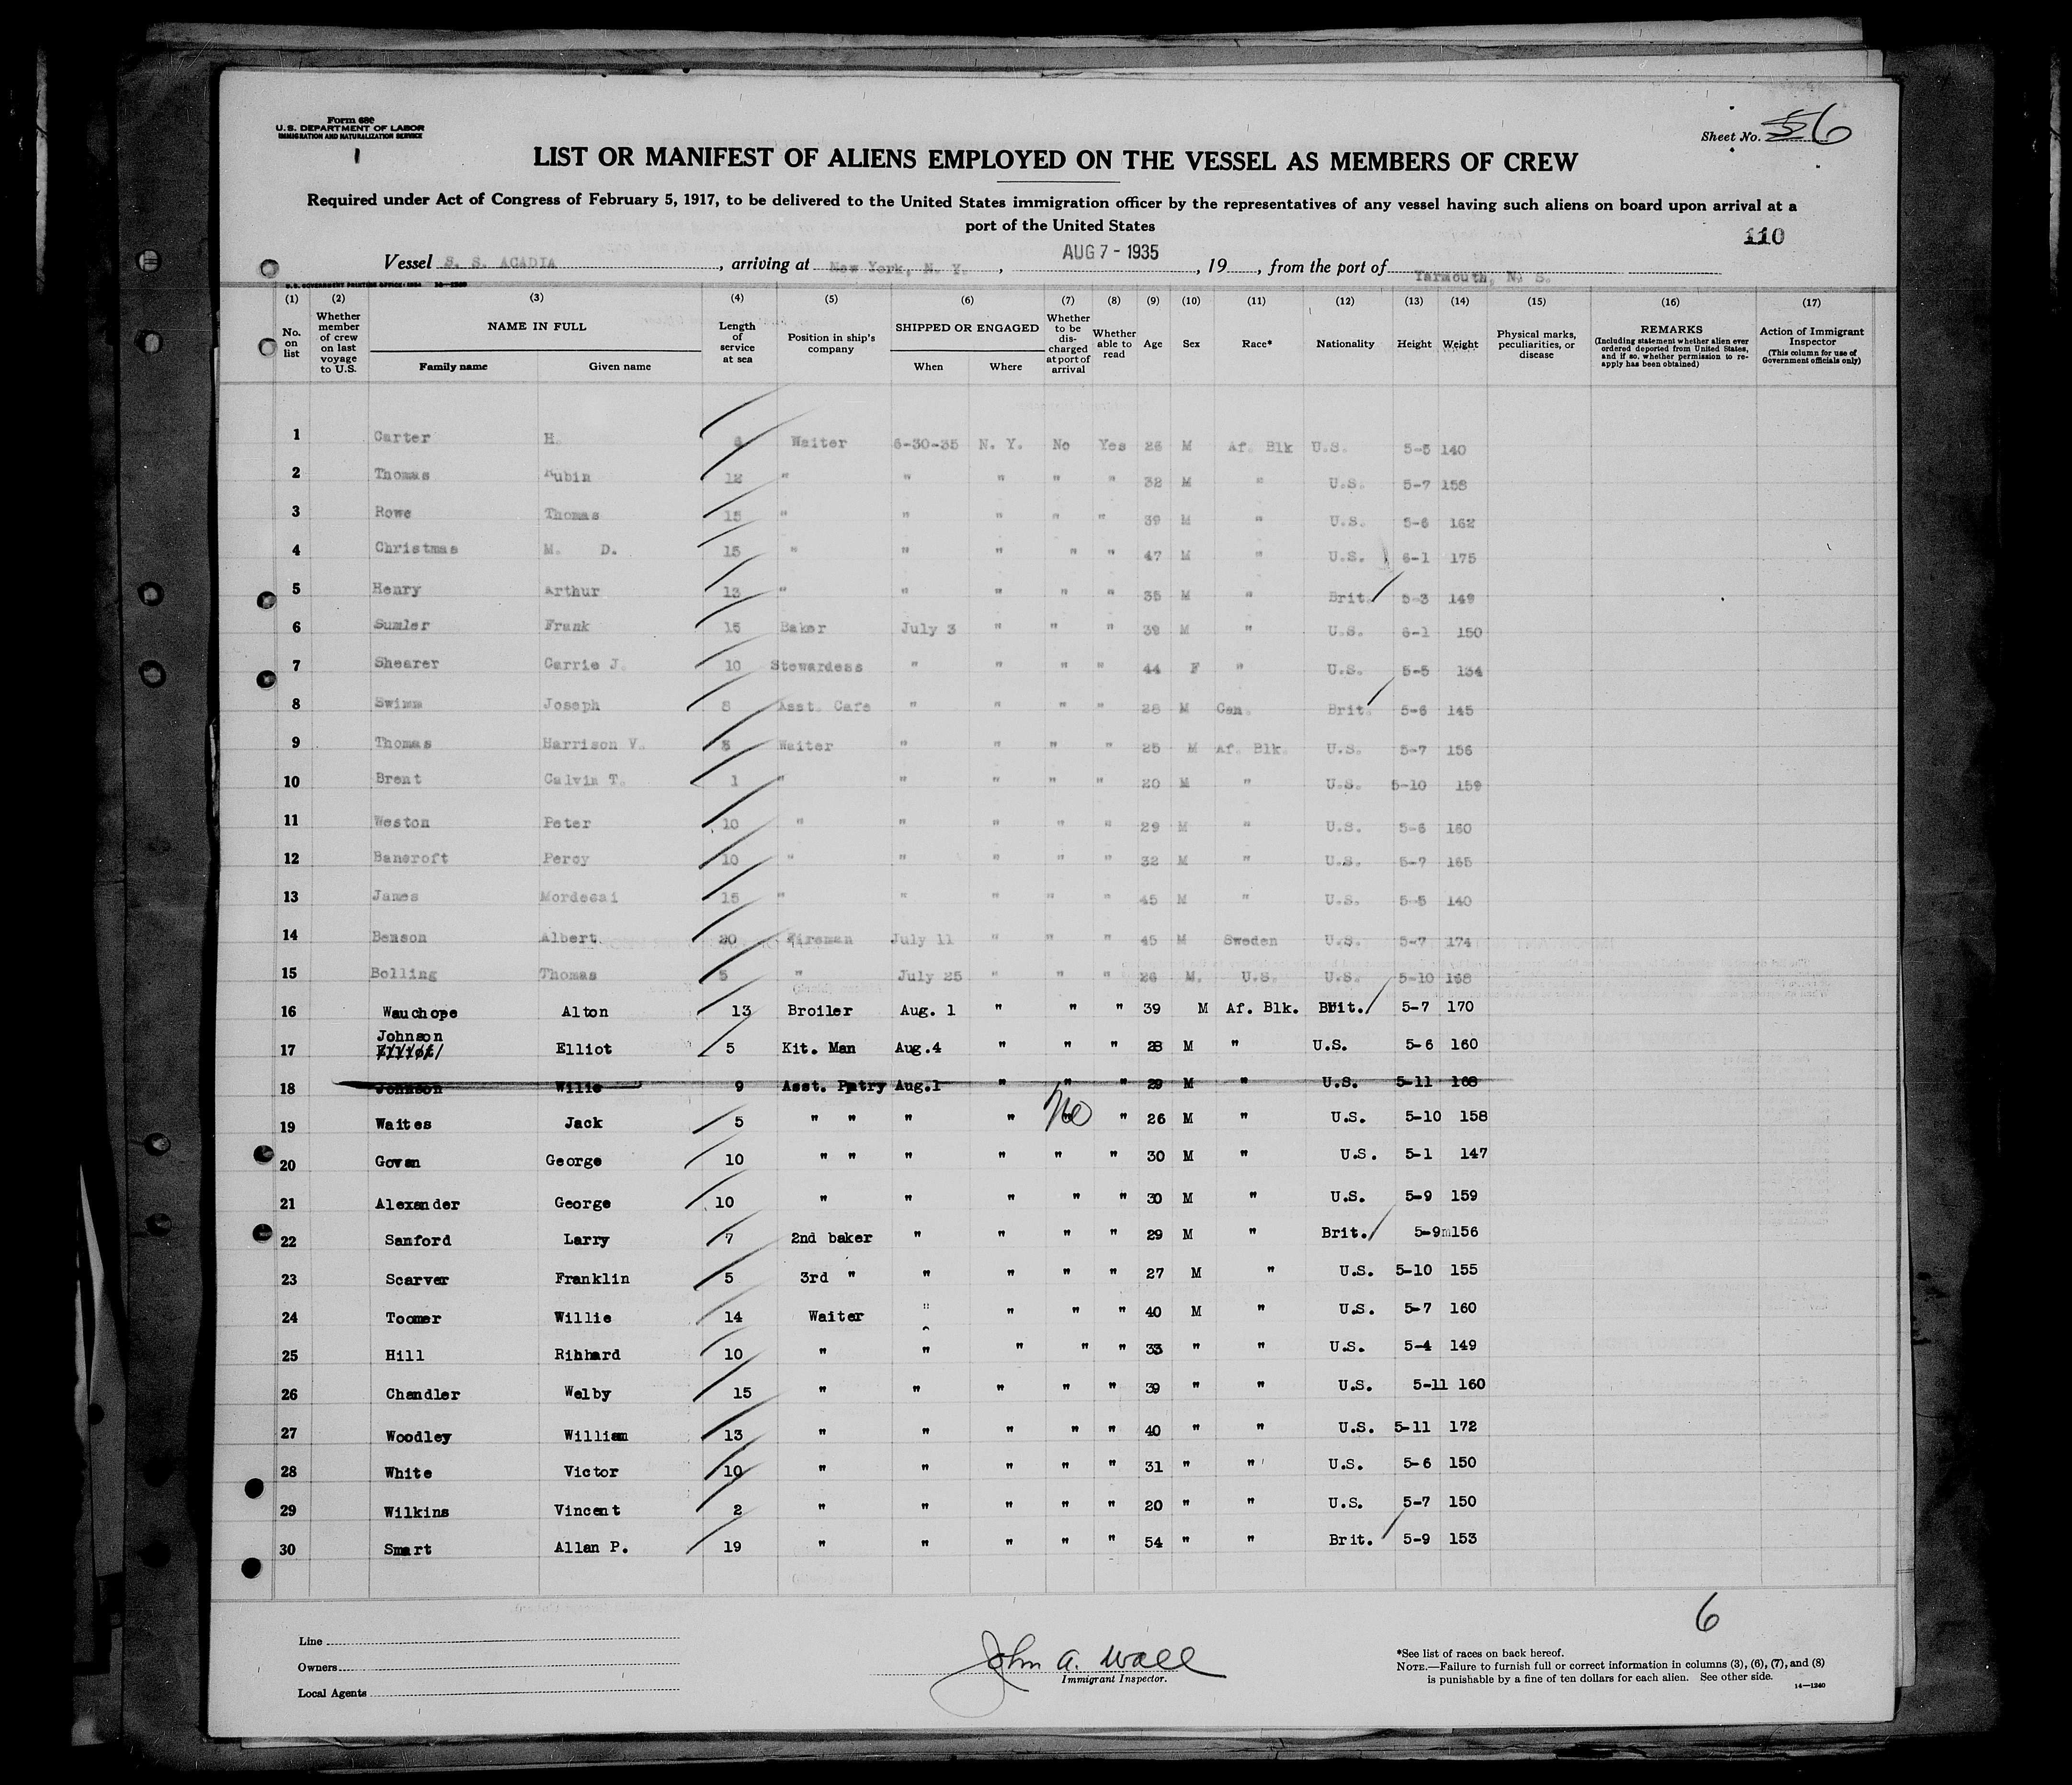 Form 680
U.S. DEPARTMENT OF LABOR
IMMIGRATION AND NATURALIZATION SERVICE
1
Sheet No. 6
LIST OR MANIFEST OF ALIENS EMPLOYED ON THE VESSEL AS MEMBERS OF CREW
Required under Act of Congress of February 5, 1917, to be delivered to the United States immigration officer by the representatives of any vessel having such aliens on board upon arrival at a
port of the United States
110
Vessel S. S. ACADIA, arriving at New York, N. Y., AUG 7 - 1935, 19, from the port of Yarmouth, N. S.
(1) (2) (3) (4) (5) (6) (7) (8) (9) (10) (11) (12) (13) (14) (15) (16) (17)
No. on list
Whether member of crew on last voyage to U.S.
NAME IN FULL
Family name Given name
Length of service at sea
Position in ship's company
SHIPPED OR ENGAGED
When Where
Whether to be discharged at port of arrival
Whether able to read
Age
Sex
Race*
Nationality
Height
Weight
Physical marks, peculiarities, or disease
REMARKS
(Including statement whether alien ever ordered deported from United States, and if so, whether permission to reapply has been obtained)
Action of Immigrant Inspector
(This column for use of Government officials only)
1 Carter H. 6 Waiter 6-30-35 N. Y. No Yes 26 M Af. Blk U.S. 5-5 140
2 Thomas Rubin 12 " " " " " 32 M " U.S. 5-7 158
3 Rowe Thomas 15 " " " " " 39 M " U.S. 5-6 162
4 Christmas M. D. 15 " " " " " 47 M " U.S. 6-1 175
5 Henry Arthur 13 " " " " " 35 M " Brit. 5-3 149
6 Sumler Frank 15 Baker July 3 " " " 39 M " U.S. 6-1 150
7 Shearer Carrie J. 10 Stewardess " " " " 44 F " U.S. 5-5 134
8 Swimm Joseph 8 Asst. Cafe " " " " 28 M Can. Brit. 5-6 145
9 Thomas Harrison V. 5 Waiter " " " " 25 M Af. Blk. U.S. 5-7 156
10 Brent Calvin T. 1 " " " " " 20 M " U.S. 5-10 159
11 Weston Peter 10 " " " " " 29 M " U.S. 5-6 160
12 Bancroft Percy 10 " " " " " 32 M " U.S. 5-7 165
13 James Mordecai 15 " " " " " 45 M " U.S. 5-5 140
14 Benson Albert 20 Fireman July 11 " " " 45 M Sweden U.S. 5-7 174
15 Bolling Thomas 5 " July 25 " " " 26 M. U.S. U.S. 5-10 168
16 Wauchope Alton 13 Broiler Aug. 1 " " " 39 M Af. Blk. Brit. 5-7 170
Johnson
17 Elliot Elliot 5 Kit. Man Aug.4 " " " 28 M " U.S. 5-6 160
18 Johnson Wilie 9 Asst. Pntry Aug.1 " " " 29 M " U.S. 5-11 168
19 Waites Jack 5 " " " " No " 26 M " U.S. 5-10 158
20 Govan George 10 " " " " " " 30 M " U.S. 5-1 147
21 Alexander George 10 " " " " " 30 M " U.S. 5-9 159
22 Sanford Larry 7 2nd baker " " " " 29 M " Brit. 5-9m156
23 Scarver Franklin 5 3rd " " " " " 27 M " U.S. 5-10 155
24 Toomer Willie 14 Waiter " " " " 40 M " U.S. 5-7 160
25 Hill Rihhard 10 " " " " " 33 " " U.S. 5-4 149
26 Chandler Welby 15 " " " " " 39 " " U.S. 5-11 160
27 Woodley William 13 " " " " " 40 " " U.S. 5-11 172
28 White Victor 10 " " " " " 31 " " U.S. 5-6 150
29 Wilkins Vincent 2 " " " " " 20 " " U.S. 5-7 150
30 Smart Allan P. 19 " " " " " 54 " " Brit. 5-9 153
6
Line
Owners
Local Agents
John A. Wall
Immigrant Inspector.
*See list of races on back hereof.
NOTE.—Failure to furnish full or correct information in columns (3), (6), (7), and (8)
is punishable by a fine of ten dollars for each alien. See other side.
14—1240